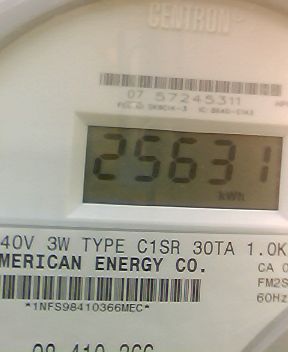 CENTRON
07 57245311
25631
kWh
40V 3W TYPE C1SR 30TA 1.0K
MERICAN ENERGY CO.
CA 0
FM2S
60Hz
*1NFS98410366MEC*